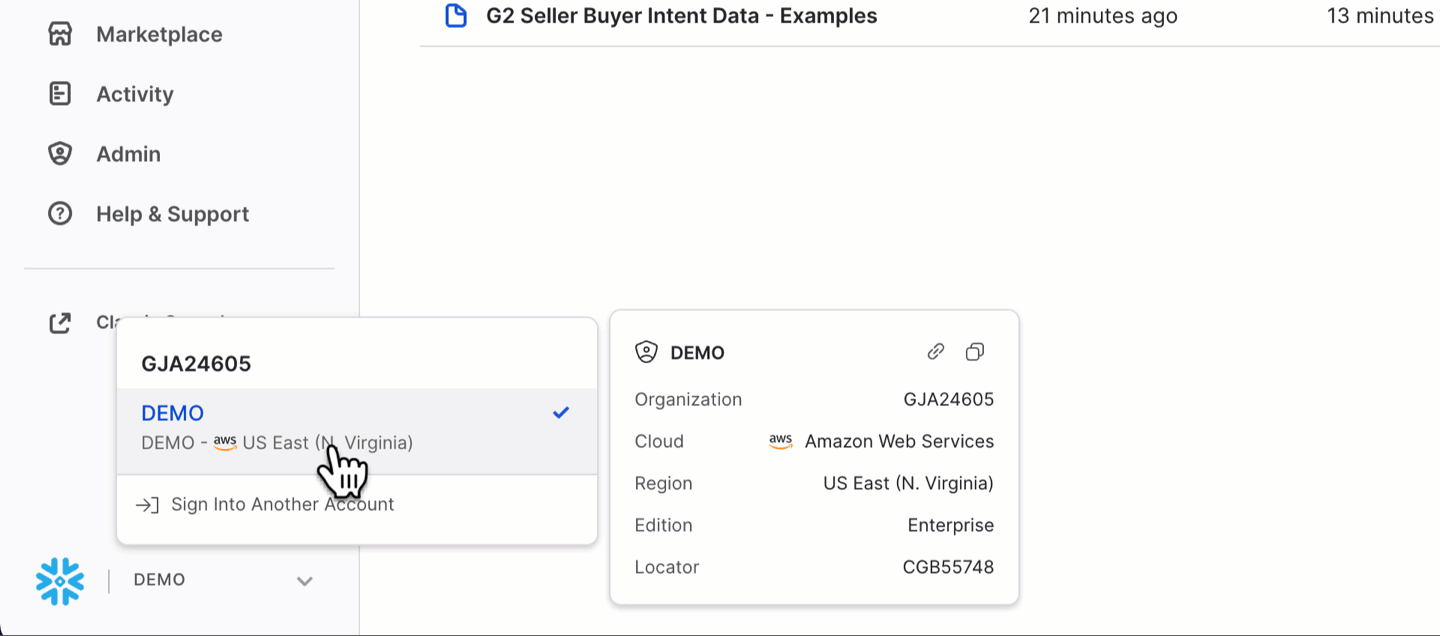 G2 Seller Buyer Intent Data - Examples 21 minutes ago 13 minutes
Marketplace
Activity
Admin
Help & Support
GJA24605
DEMO
DEMO - aws US East (N. Virginia)
Sign Into Another Account
DEMO
DEMO
Organization GJA24605
Cloud aws Amazon Web Services
Region US East (N. Virginia)
Edition Enterprise
Locator CGB55748